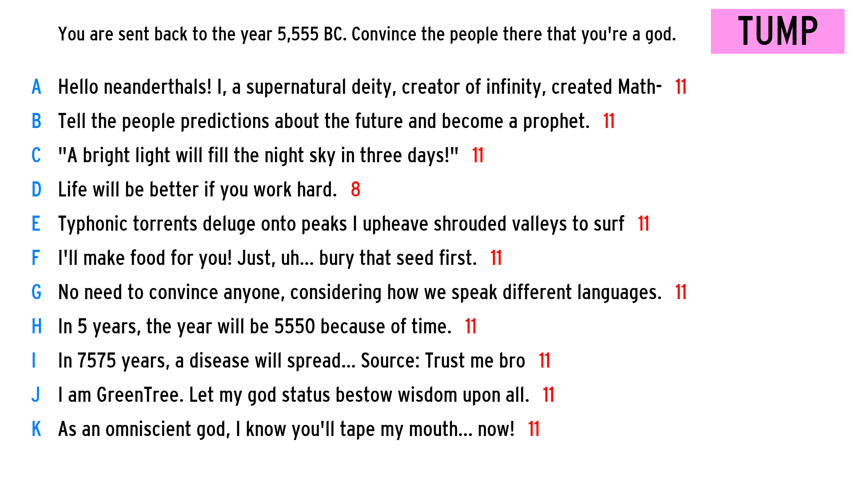 You are sent back to the year 5,555 BC. Convince the people there that you're a god.
TUMP
A Hello neanderthals! I, a supernatural deity, creator of infinity, created Math- 11
B Tell the people predictions about the future and become a prophet. 11
C "A bright light will fill the night sky in three days!" 11
D Life will be better if you work hard. 8
E Typhonic torrents deluge onto peaks I upheave shrouded valleys to surf 11
F I'll make food for you! Just, uh... bury that seed first. 11
G No need to convince anyone, considering how we speak different languages. 11
H In 5 years, the year will be 5550 because of time. 11
I In 7575 years, a disease will spread... Source: Trust me bro 11
J I am GreenTree. Let my god status bestow wisdom upon all. 11
K As an omniscient god, I know you'll tape my mouth... now! 11